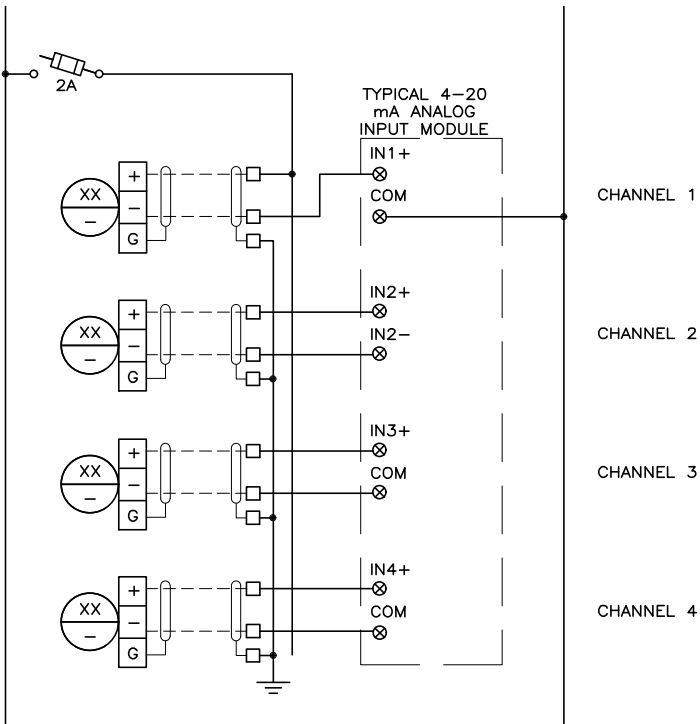 2A
TYPICAL 4-20
mA ANALOG
INPUT MODULE
IN1+
COM
CHANNEL 1
XX
-
+
-
G
IN2+
IN2-
CHANNEL 2
XX
-
+
-
G
IN3+
COM
CHANNEL 3
XX
-
+
-
G
IN4+
COM
CHANNEL 4
XX
-
+
-
G